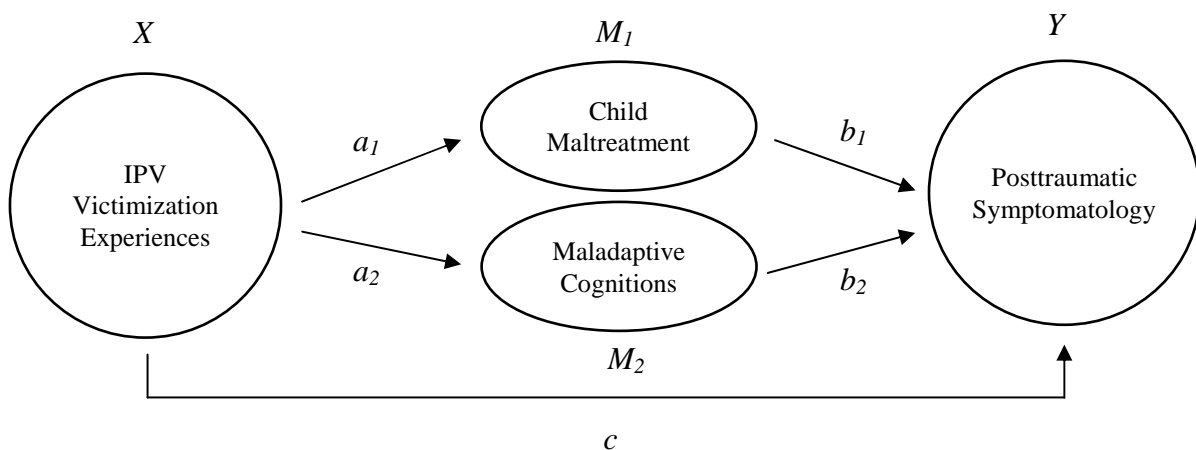 X
M1
Y
IPV
Victimization
Experiences
a1
a2
Child
Maltreatment
Maladaptive
Cognitions
M2
b1
b2
Posttraumatic
Symptomatology
c